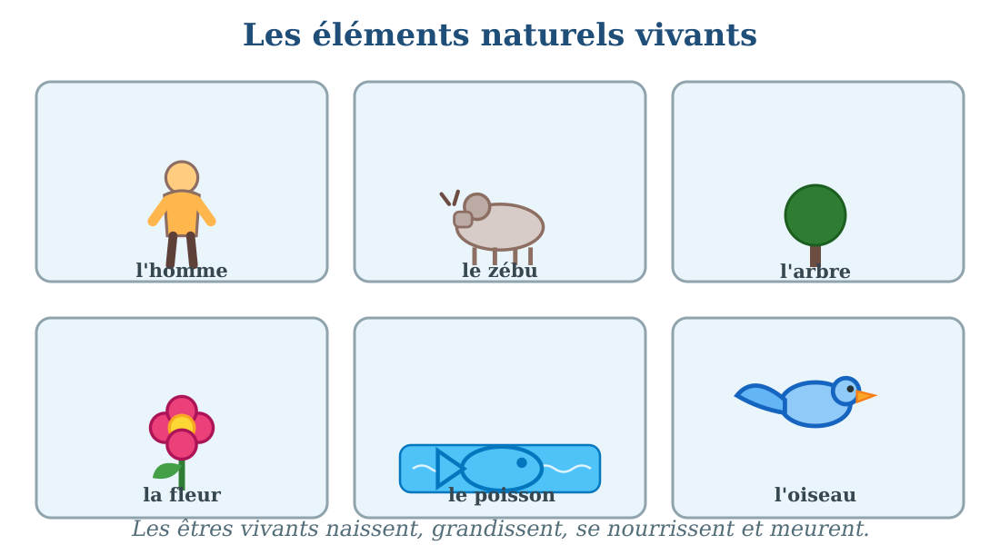 Les éléments naturels vivants
l'homme
le zébu
l'arbre
la fleur
le poisson
l'oiseau
Les êtres vivants naissent, grandissent, se nourrissent et meurent.